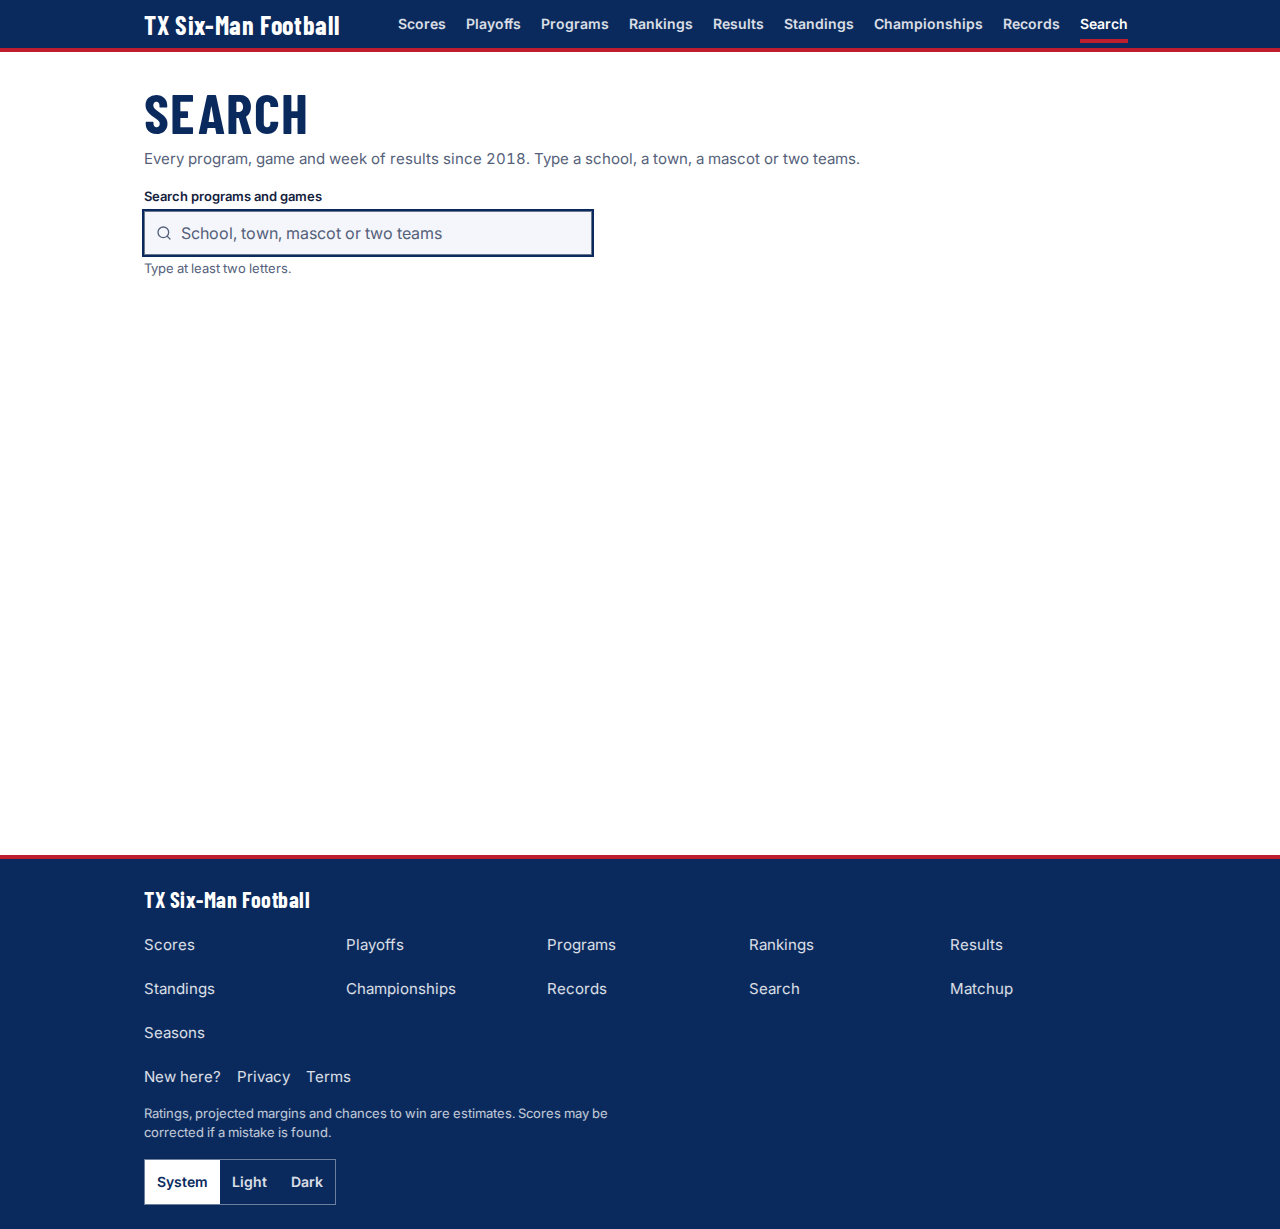 TX Six-Man Football
Scores Playoffs Programs Rankings Results Standings Championships Records Search
SEARCH
Every program, game and week of results since 2018. Type a school, a town, a mascot or two teams.
Search programs and games
School, town, mascot or two teams
Type at least two letters.
TX Six-Man Football
Scores Playoffs Programs Rankings Results
Standings Championships Records Search Matchup
Seasons
New here? Privacy Terms
Ratings, projected margins and chances to win are estimates. Scores may be
corrected if a mistake is found.
System Light Dark